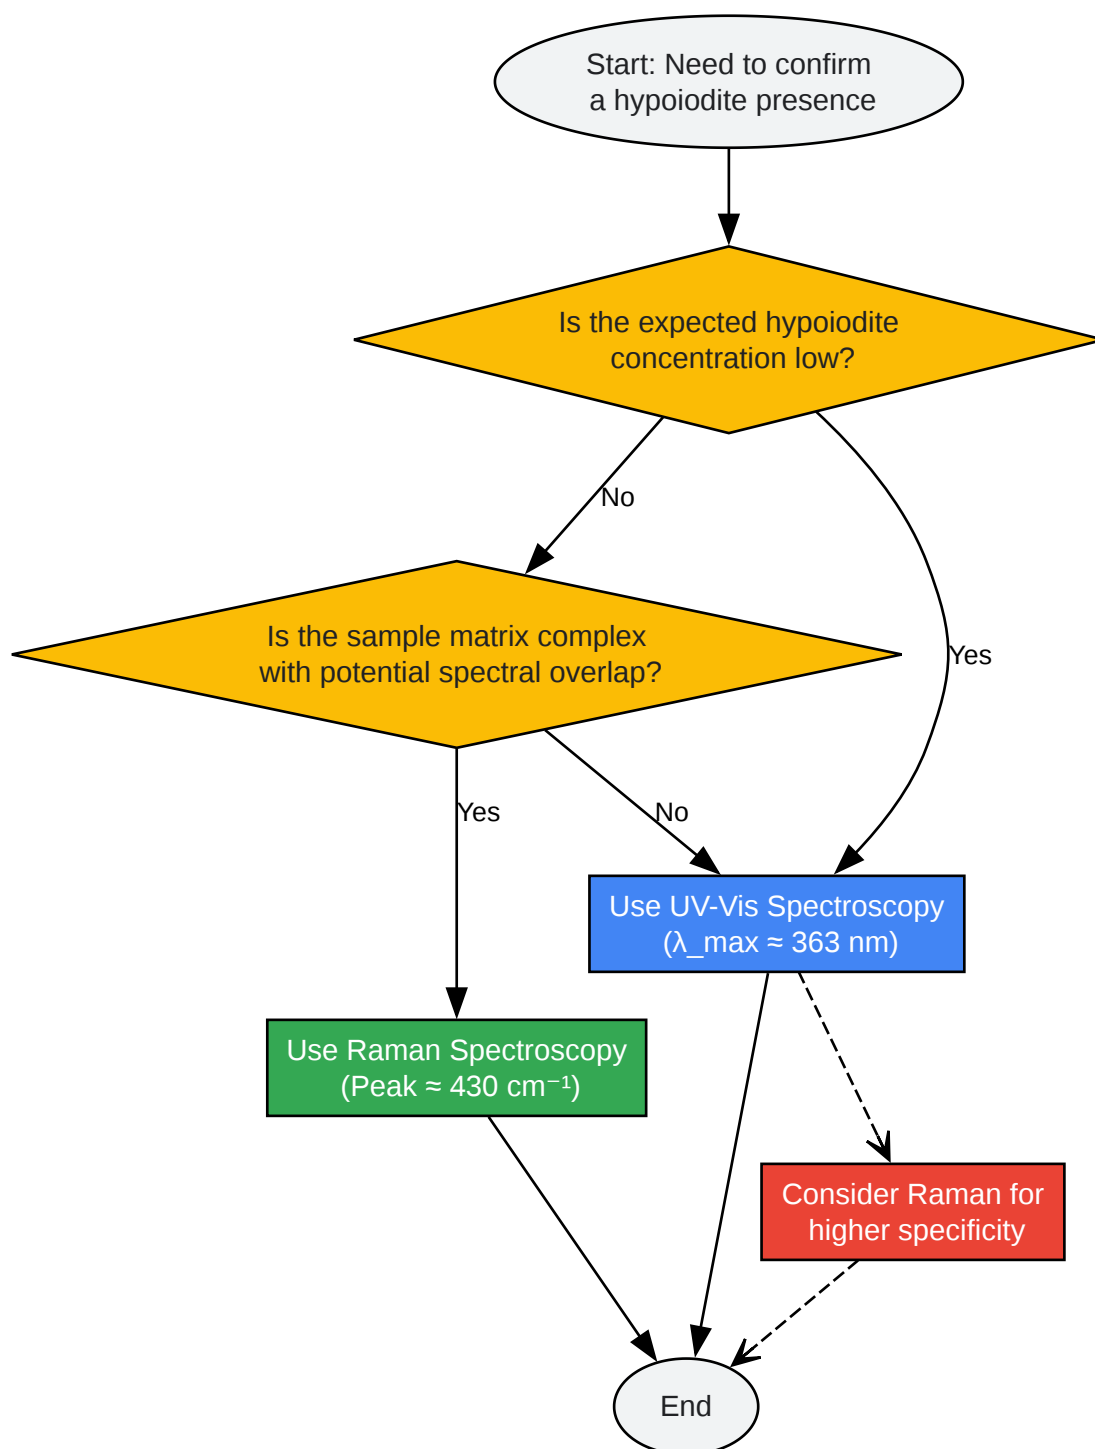 Start: Need to confirm
a hypoiodite presence
Is the expected hypoiodite
concentration low?
No
Is the sample matrix complex
with potential spectral overlap?
Yes
Yes
No
Use UV-Vis Spectroscopy
(λ_max ≈ 363 nm)
Use Raman Spectroscopy
(Peak ≈ 430 cm⁻¹)
Consider Raman for
higher specificity
End